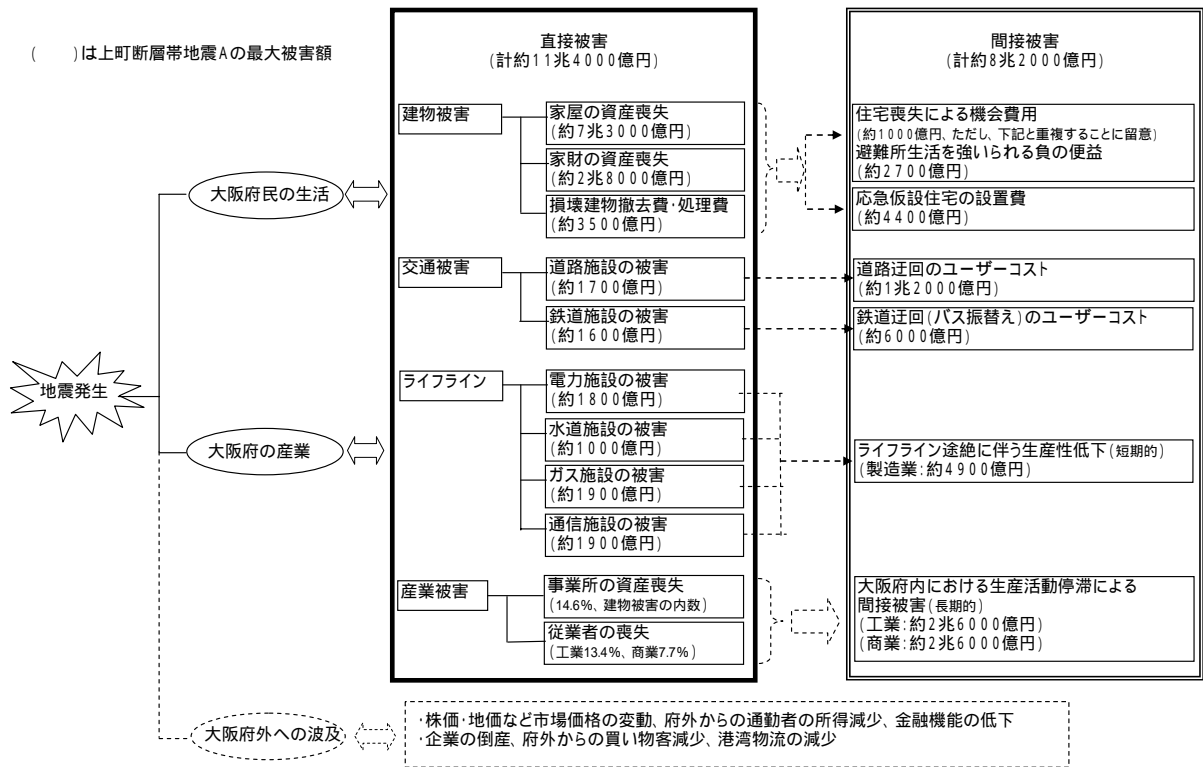 (　　)は上町断層帯地震Aの最大被害額
直接被害
(計約11兆4000億円)
間接被害
(計約8兆2000億円)
地震発生
大阪府民の生活
大阪府の産業
大阪府外への波及
建物被害
家屋の資産喪失
(約7兆3000億円)
家財の資産喪失
(約2兆8000億円)
損壊建物撤去費・処理費
(約3500億円)
住宅喪失による機会費用
(約1000億円、ただし、下記と重複することに留意)
避難所生活を強いられる負の便益
(約2700億円)
応急仮設住宅の設置費
(約4400億円)
交通被害
道路施設の被害
(約1700億円)
鉄道施設の被害
(約1600億円)
道路迂回のユーザーコスト
(約1兆2000億円)
鉄道迂回(バス振替え)のユーザーコスト
(約6000億円)
ライフライン
電力施設の被害
(約1800億円)
水道施設の被害
(約1000億円)
ガス施設の被害
(約1900億円)
通信施設の被害
(約1900億円)
ライフライン途絶に伴う生産性低下(短期的)
(製造業:約4900億円)
産業被害
事業所の資産喪失
(14.6%、建物被害の内数)
従業者の喪失
(工業13.4%、商業7.7%)
大阪府内における生産活動停滞による
間接被害(長期的)
(工業:約2兆6000億円)
(商業:約2兆6000億円)
・株価・地価など市場価格の変動、府外からの通勤者の所得減少、金融機能の低下
・企業の倒産、府外からの買い物客減少、港湾物流の減少